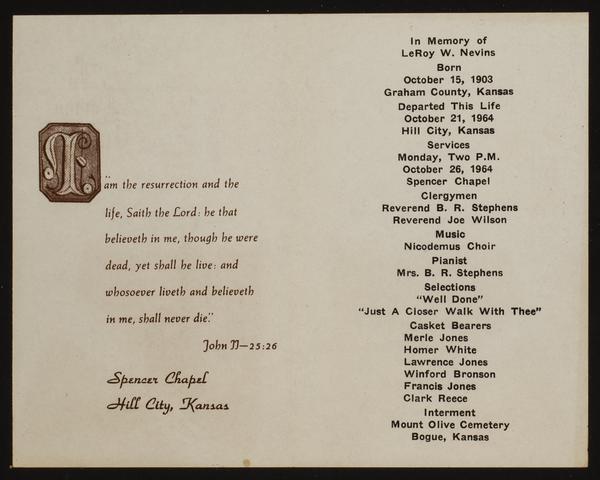 "I am the resurrection and the
life, Saith the Lord: he that
believeth in me, though he were
dead, yet shall he live: and
whosoever liveth and believeth
in me, shall never die."
John 11—25:26
Spencer Chapel
Hill City, Kansas
In Memory of
LeRoy W. Nevins
Born
October 15, 1903
Graham County, Kansas
Departed This Life
October 21, 1964
Hill City, Kansas
Services
Monday, Two P.M.
October 26, 1964
Spencer Chapel
Clergymen
Reverend B. R. Stephens
Reverend Joe Wilson
Music
Nicodemus Choir
Pianist
Mrs. B. R. Stephens
Selections
"Well Done"
"Just A Closer Walk With Thee"
Casket Bearers
Merle Jones
Homer White
Lawrence Jones
Winford Bronson
Francis Jones
Clark Reece
Interment
Mount Olive Cemetery
Bogue, Kansas